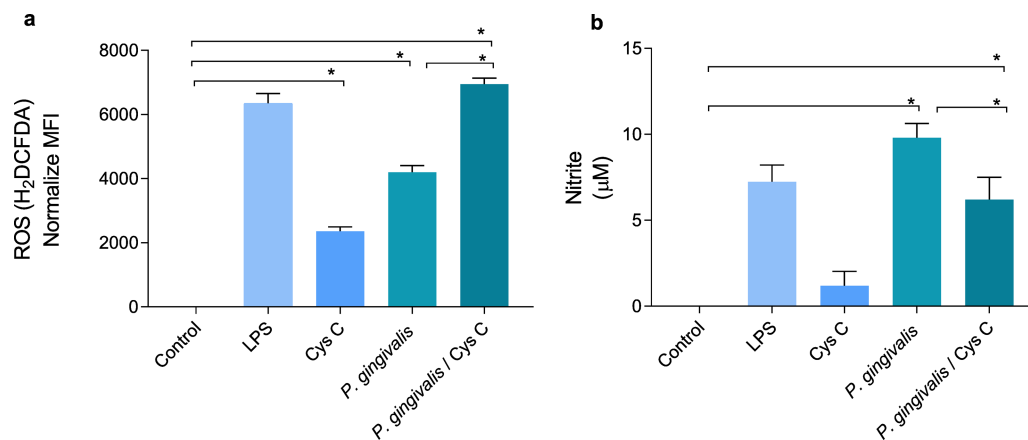 a
ROS (H₂DCFDA)
Normalize MFI
8000
6000
4000
2000
0
*
*
*
*
Control
LPS
Cys C
P. gingivalis
P. gingivalis / Cys C
b
Nitrite
(µM)
15
10
5
0
*
*
*
Control
LPS
Cys C
P. gingivalis
P. gingivalis / Cys C